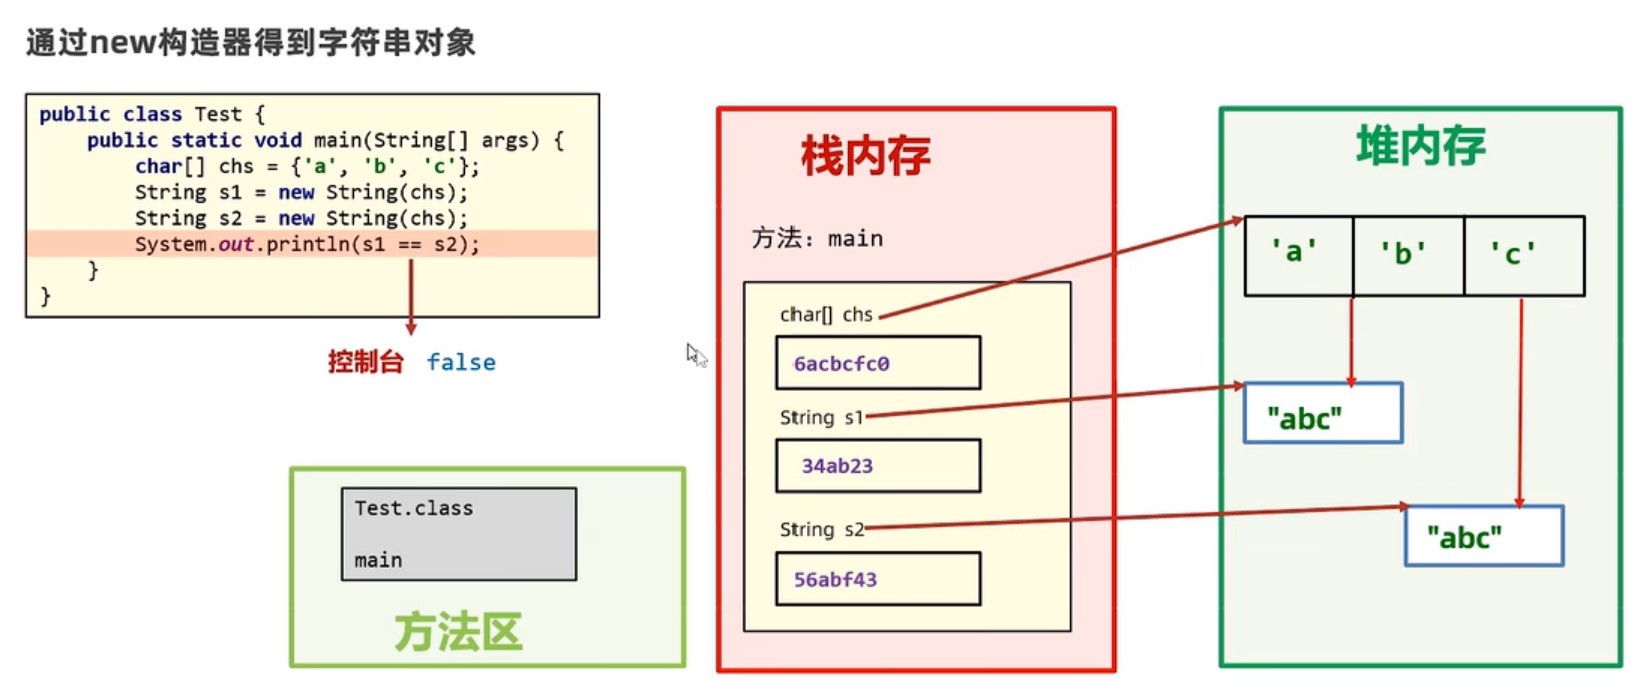 通过new构造器得到字符串对象
public class Test {
    public static void main(String[] args) {
        char[] chs = {'a', 'b', 'c'};
        String s1 = new String(chs);
        String s2 = new String(chs);
        System.out.println(s1 == s2);
    }
}
控制台 false
Test.class
main
方法区
栈内存
方法：main
char[] chs
6acbcfc0
String s1
34ab23
String s2
56abf43
堆内存
'a' 'b' 'c'
"abc"
"abc"